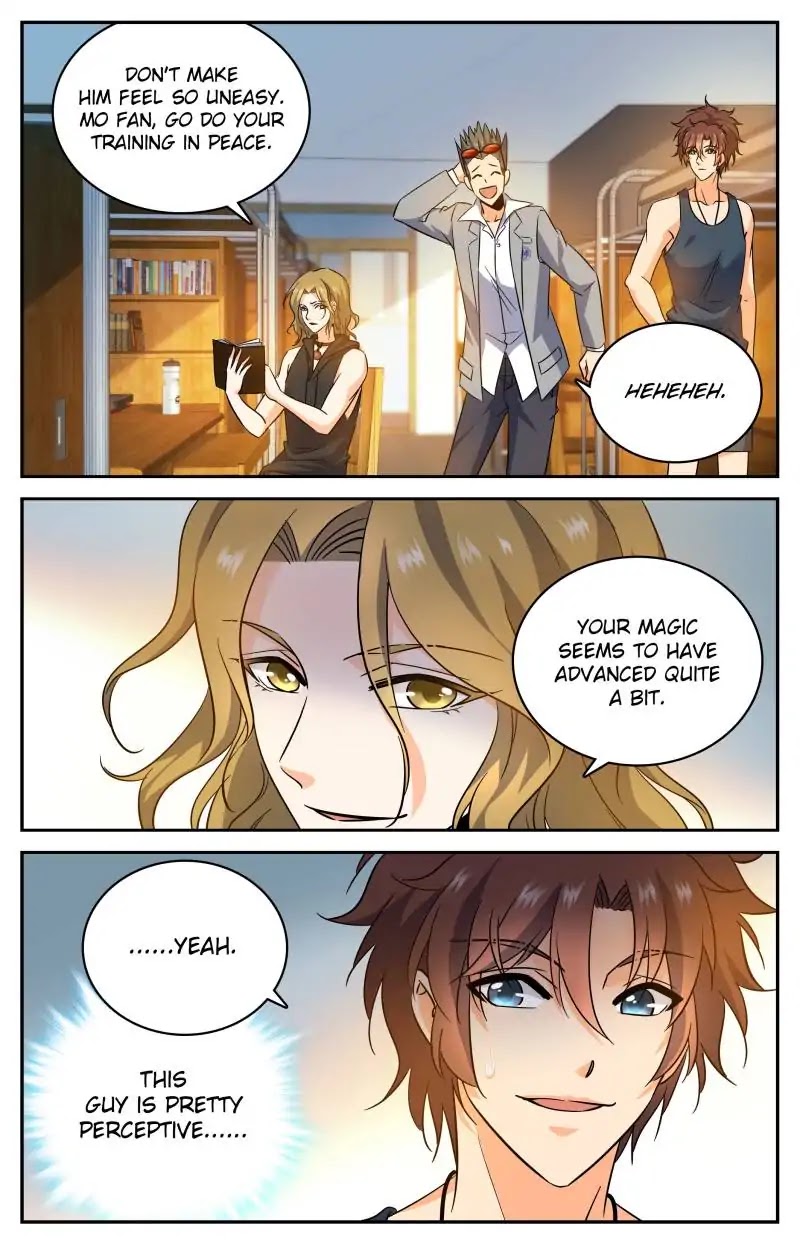 DON'T MAKE
HIM FEEL SO UNEASY.
MO FAN, GO DO YOUR
TRAINING IN PEACE.
HEHEHEH.
YOUR MAGIC
SEEMS TO HAVE
ADVANCED QUITE
A BIT.
......YEAH.
THIS
GUY IS PRETTY
PERCEPTIVE......